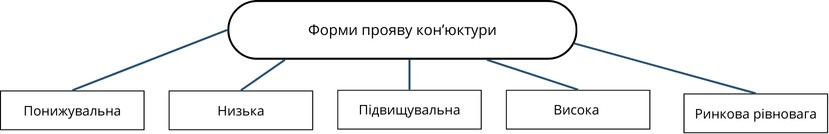 Форми прояву кон’юктури
Понижувальна
Низька
Підвищувальна
Висока
Ринкова рівновага